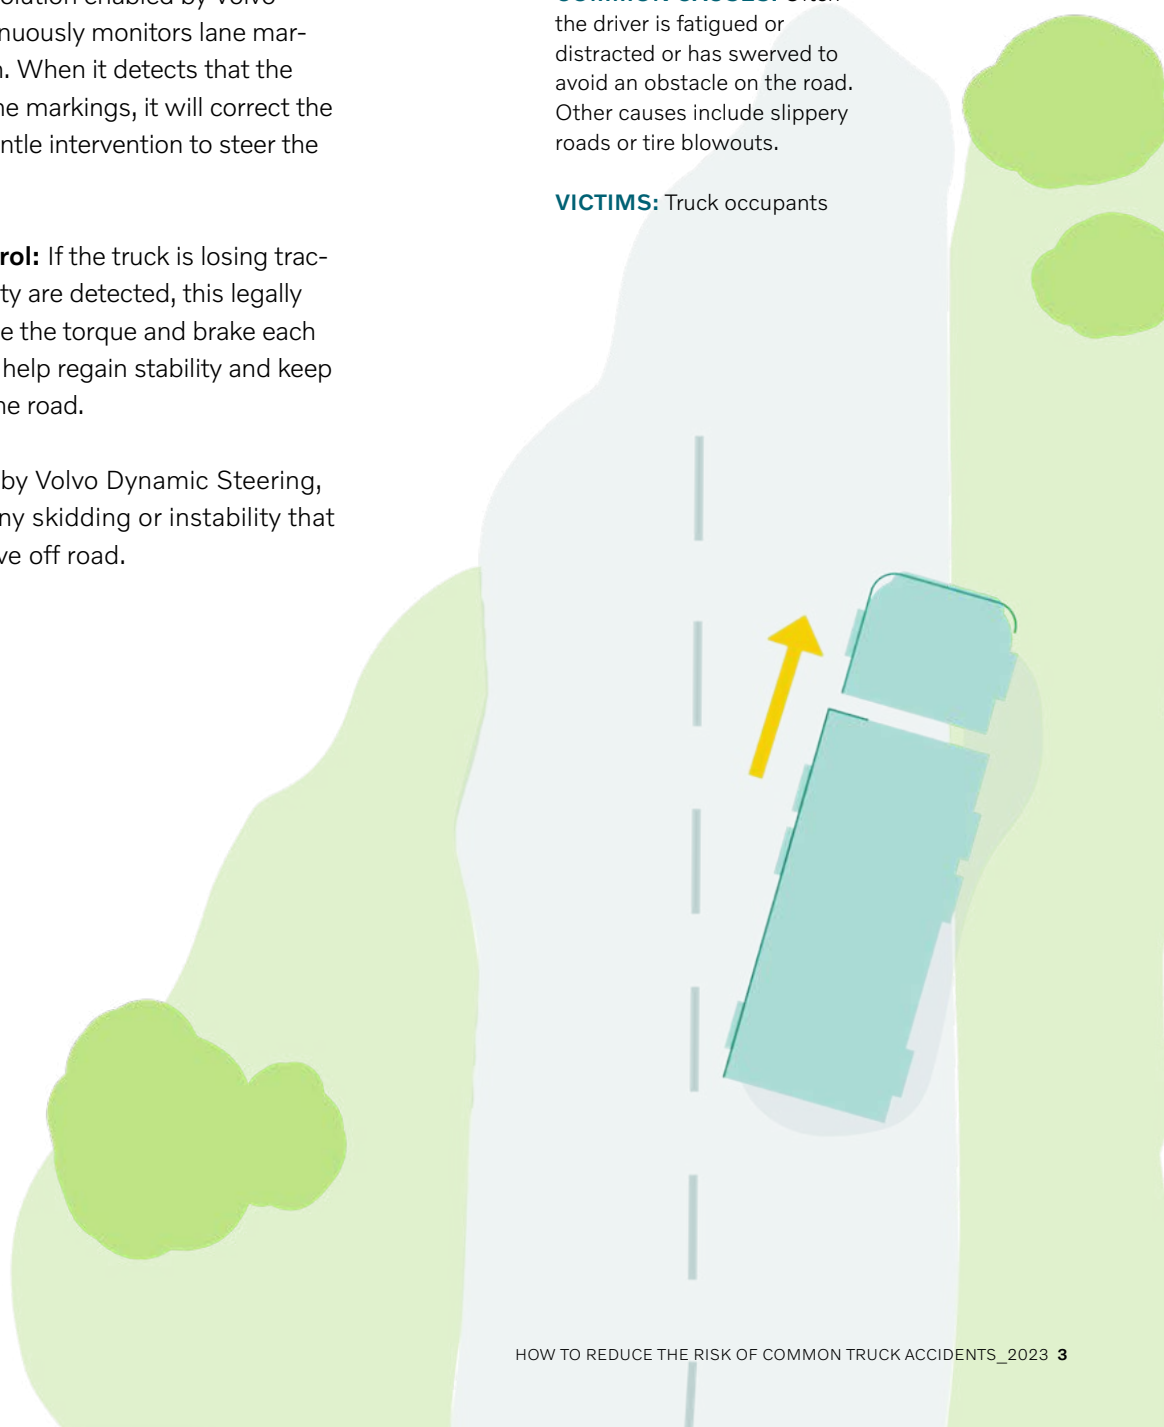 olution enabled by Volvo
nuously monitors lane mar-
. When it detects that the
ne markings, it will correct the
ntle intervention to steer the
rol: If the truck is losing trac-
ty are detected, this legally
e the torque and brake each
help regain stability and keep
he road.
by Volvo Dynamic Steering,
ny skidding or instability that
ve off road.
the driver is fatigued or
distracted or has swerved to
avoid an obstacle on the road.
Other causes include slippery
roads or tire blowouts.
VICTIMS: Truck occupants
HOW TO REDUCE THE RISK OF COMMON TRUCK ACCIDENTS_2023 3